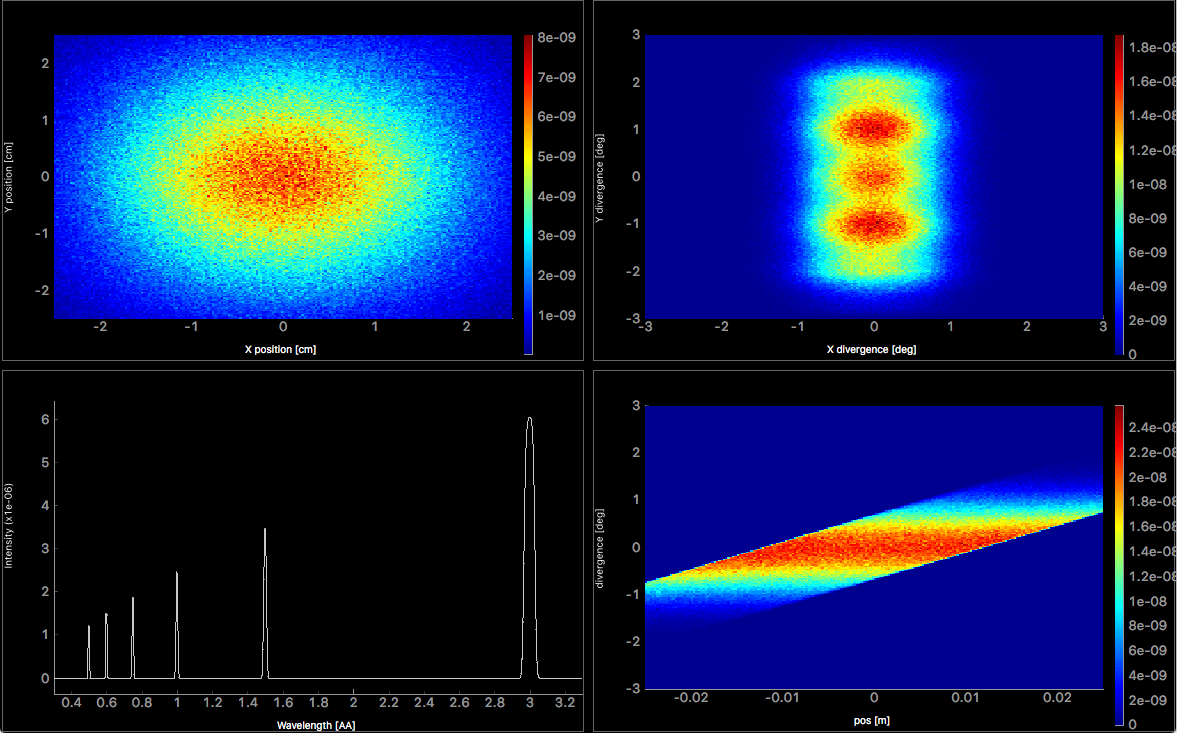 2
1
0
-1
-2
Y position [cm]
-2
-1
0
1
2
X position [cm]
8e-09
7e-09
6e-09
5e-09
4e-09
3e-09
2e-09
1e-09
3
2
1
0
-1
-2
-3
Y divergence [deg]
-3
-2
-1
0
1
2
3
X divergence [deg]
1.8e-08
1.6e-08
1.4e-08
1.2e-08
1e-08
8e-09
6e-09
4e-09
2e-09
0
6
5
4
3
2
1
0
Intensity (x1e-06)
0.4 0.6 0.8 1 1.2 1.4 1.6 1.8 2 2.2 2.4 2.6 2.8 3 3.2
Wavelength [AA]
3
2
1
0
-1
-2
-3
divergence [deg]
-0.02
-0.01
0
0.01
0.02
pos [m]
2.4e-08
2.2e-08
2e-08
1.8e-08
1.6e-08
1.4e-08
1.2e-08
1e-08
8e-09
6e-09
4e-09
2e-09
0